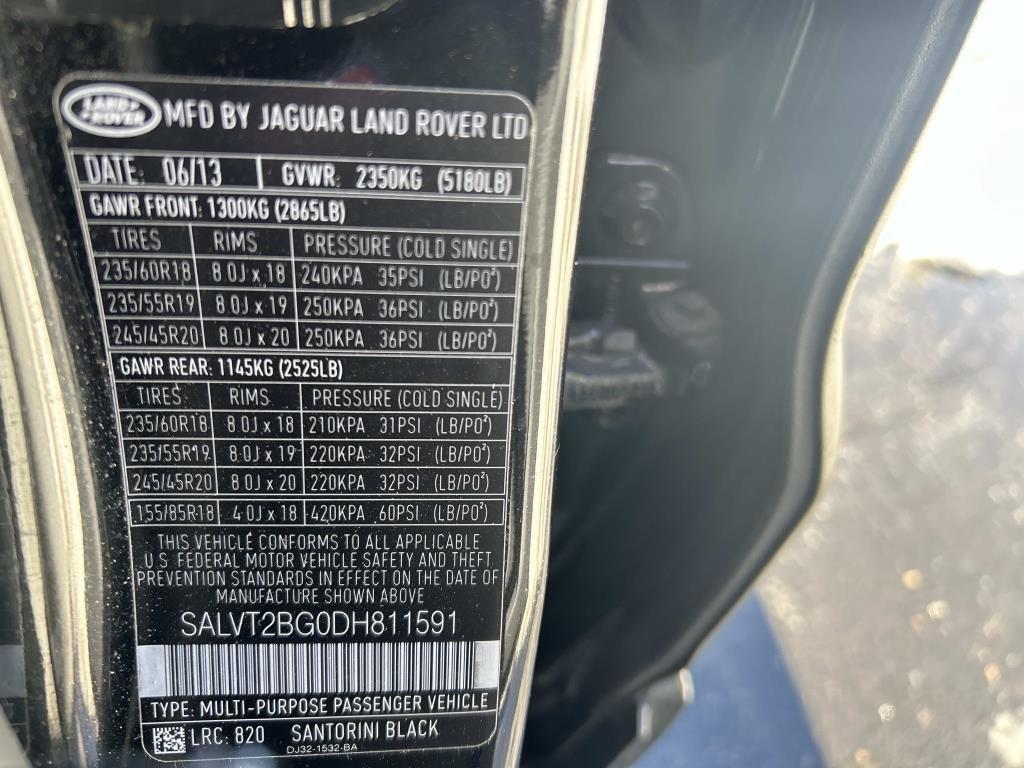 LAND ROVER MFD BY JAGUAR LAND ROVER LTD
DATE: 06/13 GVWR: 2350KG (5180LB)
GAWR FRONT: 1300KG (2865LB)
TIRES RIMS PRESSURE (COLD SINGLE)
235/60R18 8.0J x 18 240KPA 35PSI (LB/PO²)
235/55R19 8.0J x 19 250KPA 36PSI (LB/PO²)
245/45R20 8.0J x 20 250KPA 36PSI (LB/PO²)
GAWR REAR: 1145KG (2525LB)
TIRES RIMS PRESSURE (COLD SINGLE)
235/60R18 8.0J x 18 210KPA 31PSI (LB/PO²)
235/55R19 8.0J x 19 220KPA 32PSI (LB/PO²)
245/45R20 8.0J x 20 220KPA 32PSI (LB/PO²)
155/85R18 4.0J x 18 420KPA 60PSI (LB/PO²)
THIS VEHICLE CONFORMS TO ALL APPLICABLE
U.S. FEDERAL MOTOR VEHICLE SAFETY AND THEFT
PREVENTION STANDARDS IN EFFECT ON THE DATE OF
MANUFACTURE SHOWN ABOVE
SALVT2BG0DH811591
TYPE: MULTI-PURPOSE PASSENGER VEHICLE
LRC: 820 SANTORINI BLACK
DJ32-1532-BA